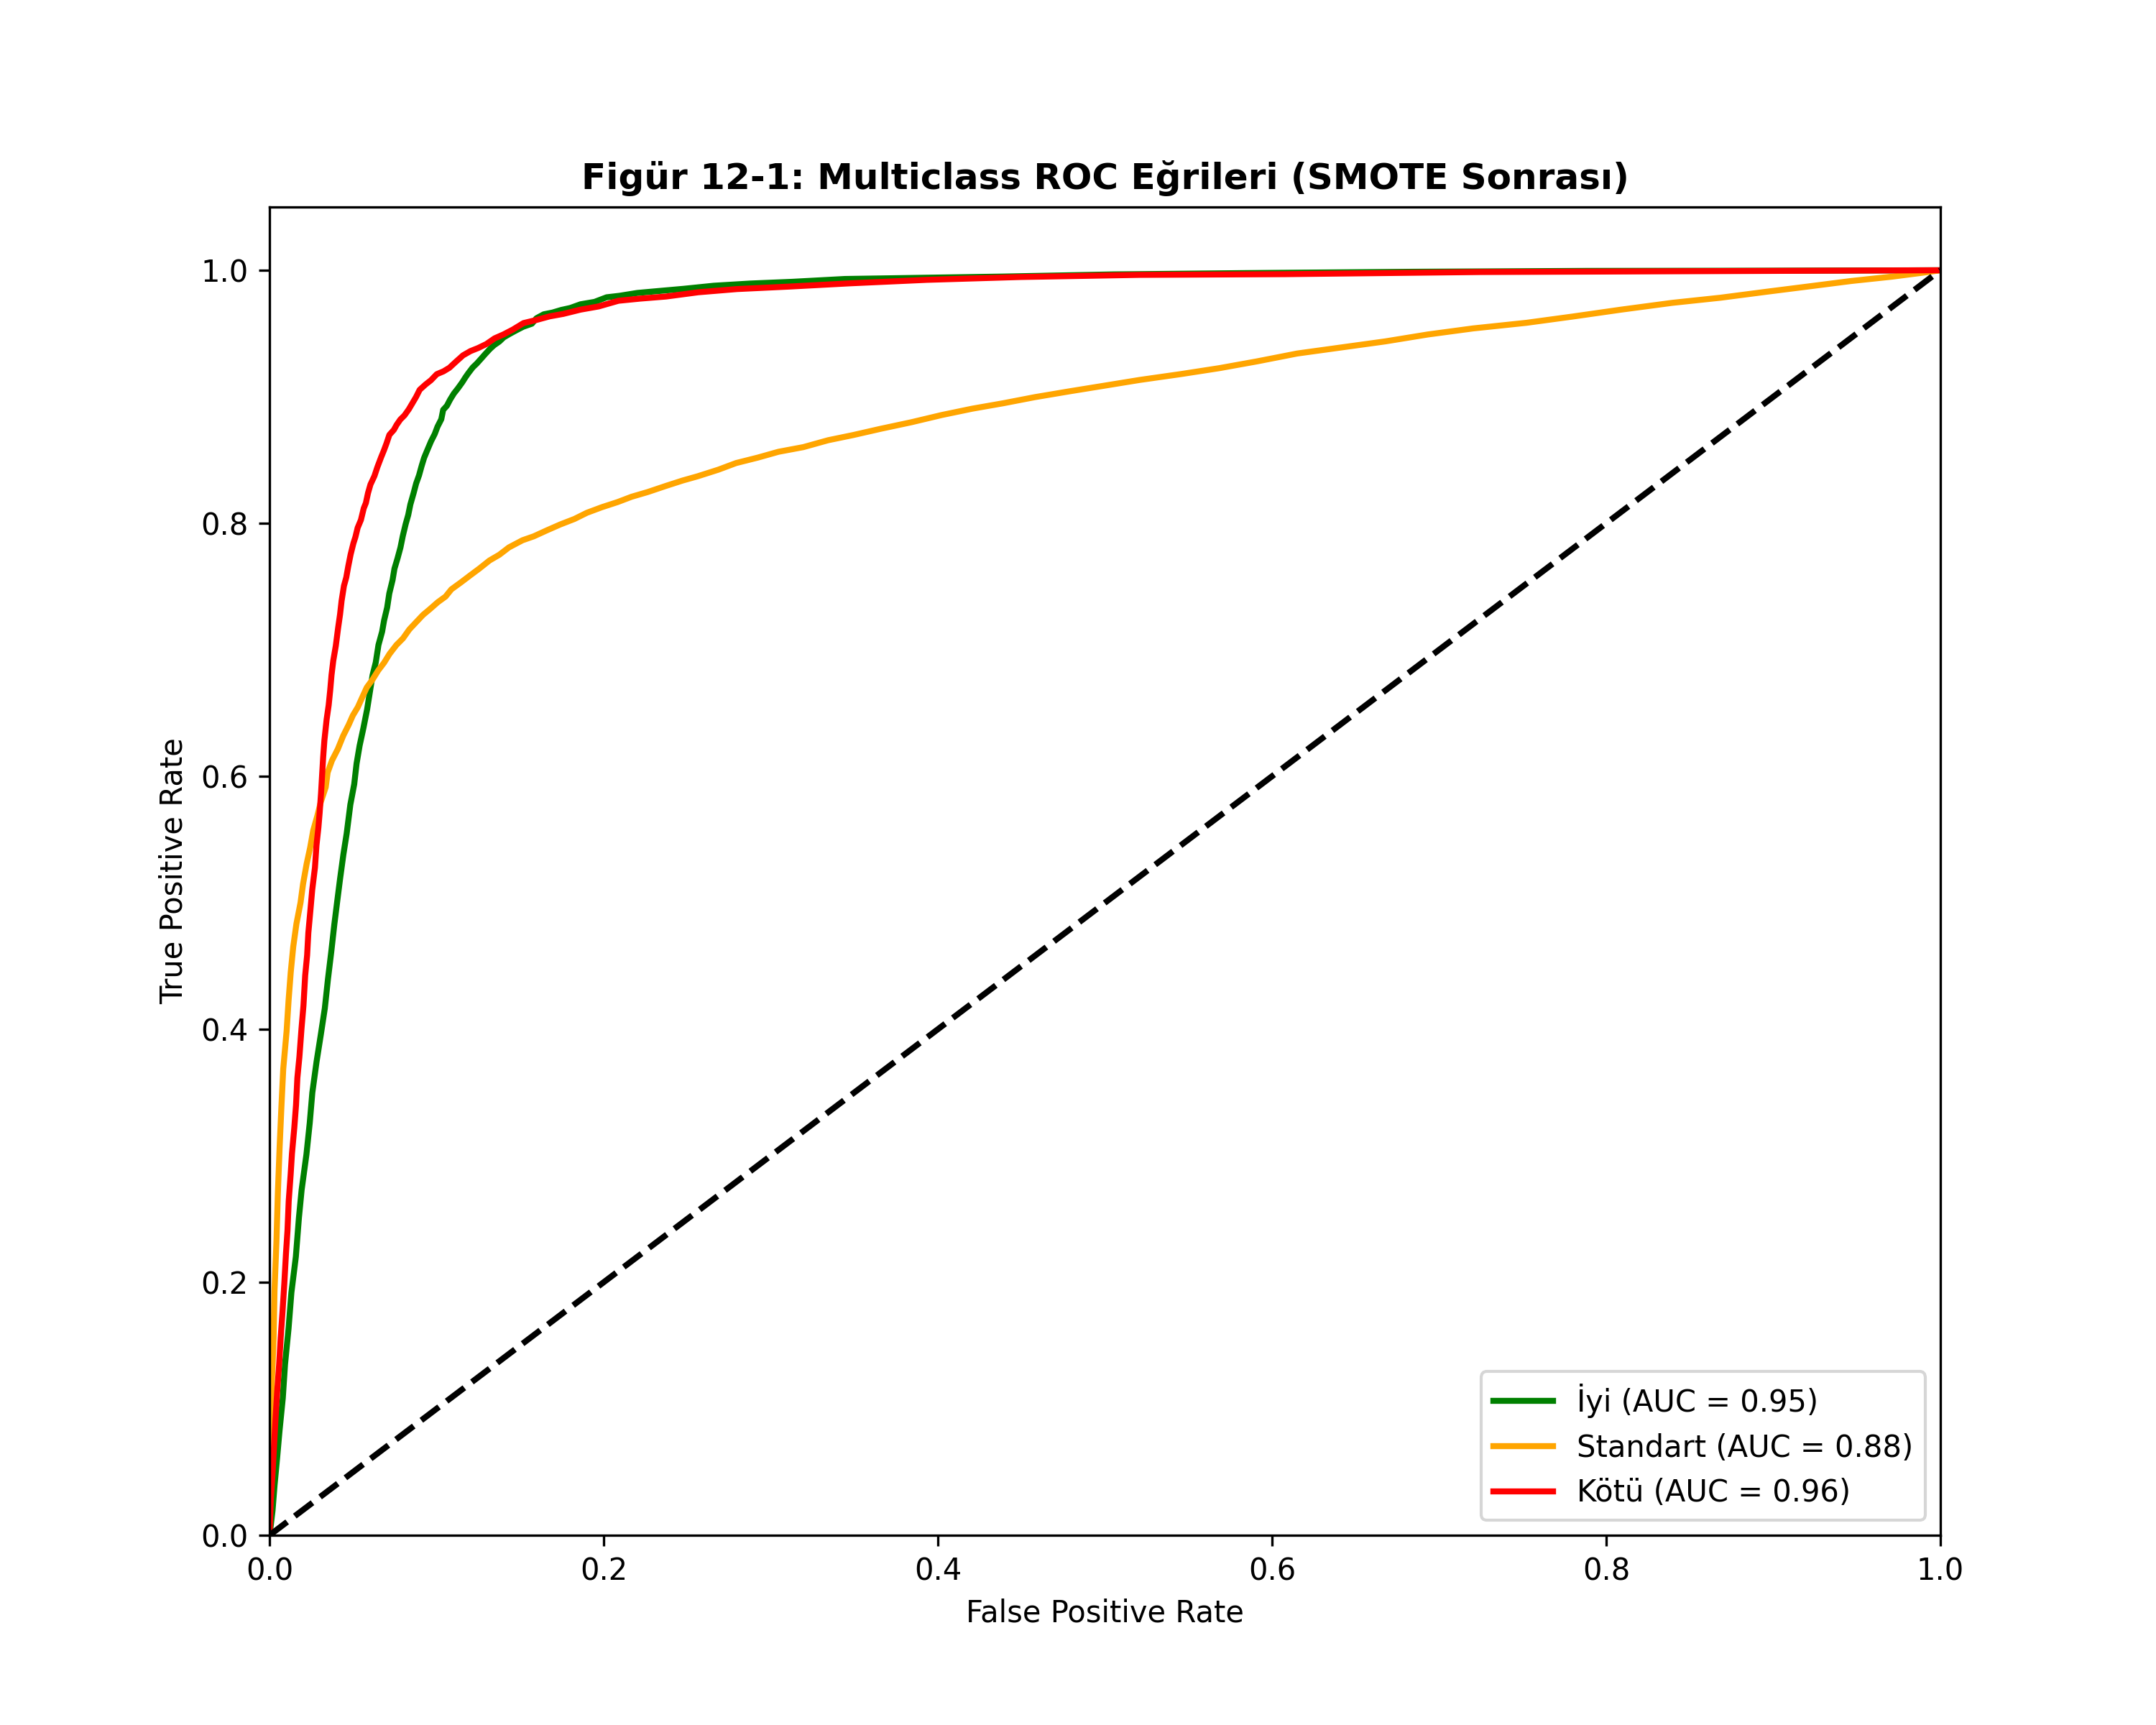 Figür 12-1: Multiclass ROC Eğrileri (SMOTE Sonrası)
True Positive Rate
1.0
0.8
0.6
0.4
0.2
0.0
0.0 0.2 0.4 0.6 0.8 1.0
False Positive Rate
İyi (AUC = 0.95)
Standart (AUC = 0.88)
Kötü (AUC = 0.96)